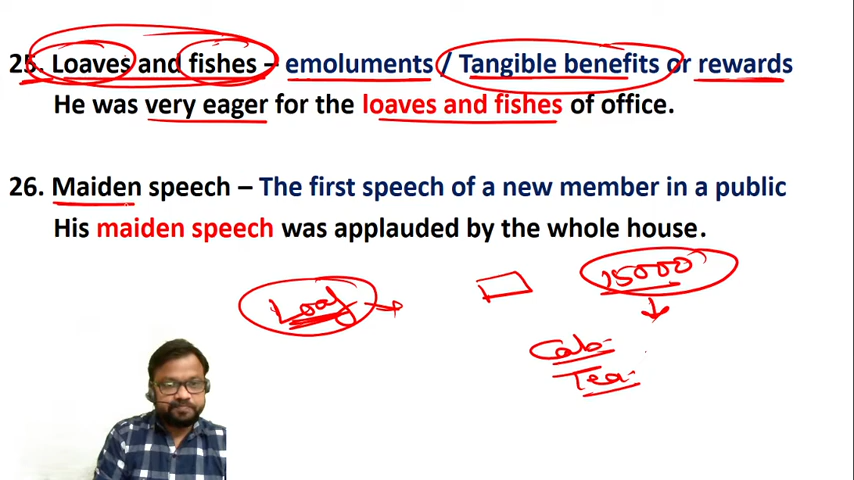 25. Loaves and fishes – emoluments / Tangible benefits or rewards
He was very eager for the loaves and fishes of office.
26. Maiden speech – The first speech of a new member in a public
His maiden speech was applauded by the whole house.
Loaf
15000
Cab-
Tea-